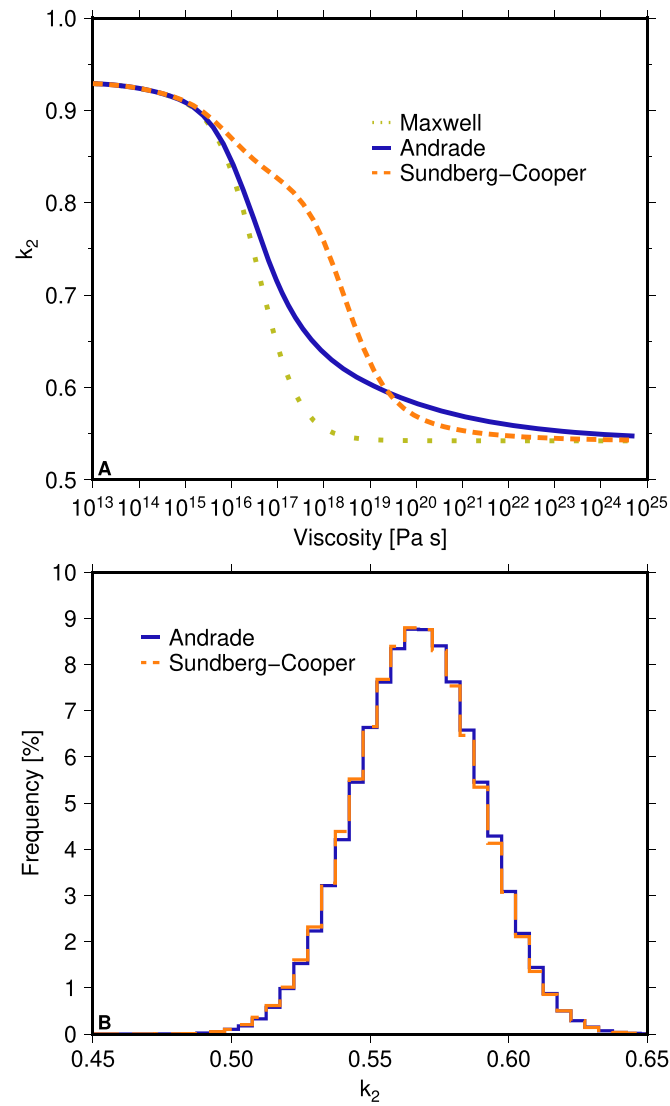 1.0
0.9
0.8
0.7
0.6
0.5
k2
Maxwell
Andrade
Sundberg−Cooper
A
10^13 10^14 10^15 10^16 10^17 10^18 10^19 10^20 10^21 10^22 10^23 10^24 10^25
Viscosity [Pa s]
10
9
8
7
6
5
4
3
2
1
0
Frequency [%]
Andrade
Sundberg−Cooper
B
0.45 0.50 0.55 0.60 0.65
k2